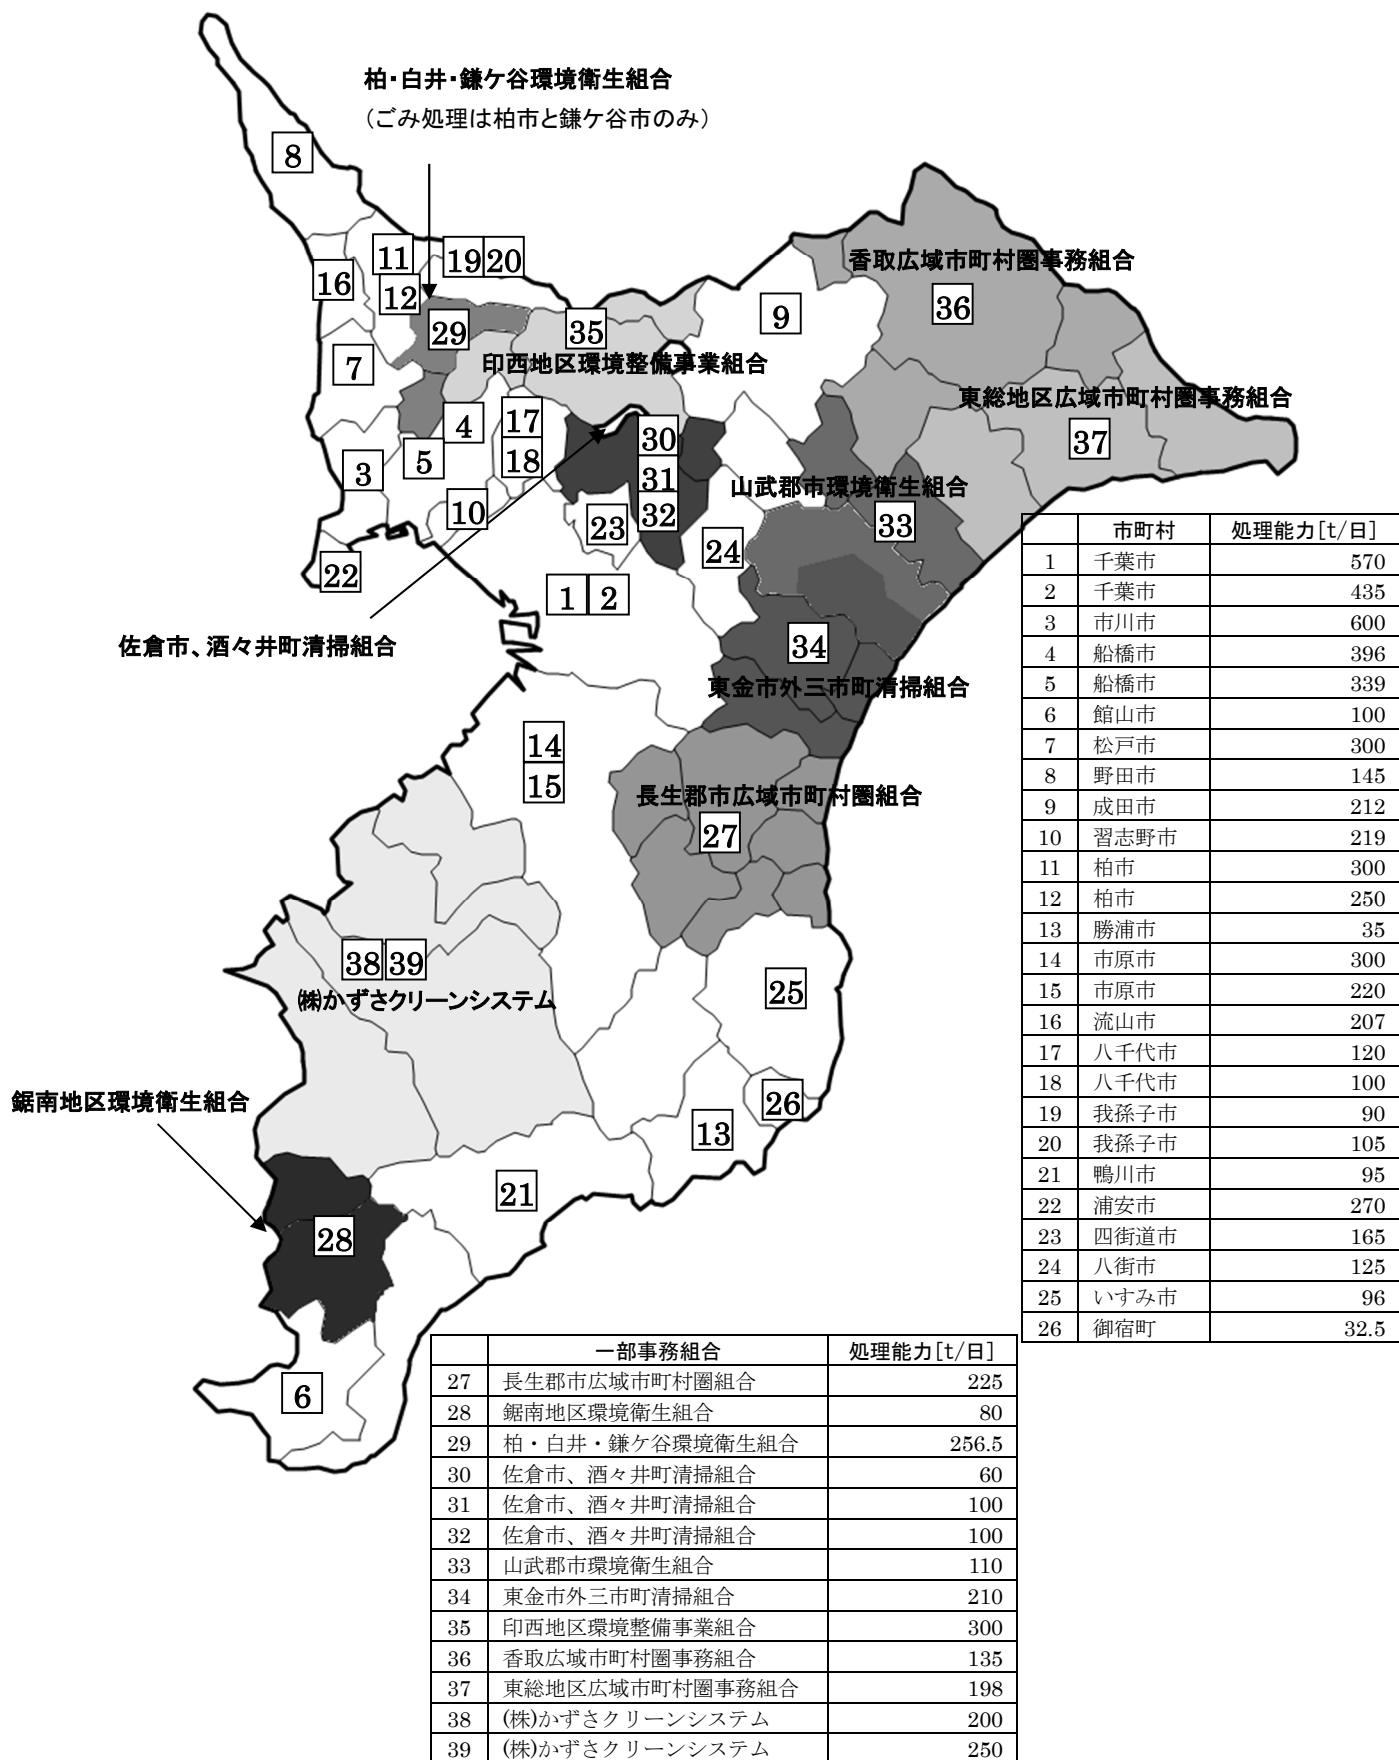 柏・白井・鎌ケ谷環境衛生組合
(ごみ処理は柏市と鎌ケ谷市のみ)
8
11
19 20
16
12
29
35
9
香取広域市町村圏事務組合
36
7
印西地区環境整備事業組合
東総地区広域市町村圏事務組合
37
4
17
30
3
5
18
31
山武郡市環境衛生組合
10
23
32
33
24
22
1 2
佐倉市、酒々井町清掃組合
34
東金市外三市町清掃組合
14
15
長生郡市広域市町村圏組合
27
38 39
㈱かずさクリーンシステム
25
鋸南地区環境衛生組合
26
13
21
28
6
市町村 処理能力[t/日]
1 千葉市 570
2 千葉市 435
3 市川市 600
4 船橋市 396
5 船橋市 339
6 館山市 100
7 松戸市 300
8 野田市 145
9 成田市 212
10 習志野市 219
11 柏市 300
12 柏市 250
13 勝浦市 35
14 市原市 300
15 市原市 220
16 流山市 207
17 八千代市 120
18 八千代市 100
19 我孫子市 90
20 我孫子市 105
21 鴨川市 95
22 浦安市 270
23 四街道市 165
24 八街市 125
25 いすみ市 96
26 御宿町 32.5
一部事務組合 処理能力[t/日]
27 長生郡市広域市町村圏組合 225
28 鋸南地区環境衛生組合 80
29 柏・白井・鎌ケ谷環境衛生組合 256.5
30 佐倉市、酒々井町清掃組合 60
31 佐倉市、酒々井町清掃組合 100
32 佐倉市、酒々井町清掃組合 100
33 山武郡市環境衛生組合 110
34 東金市外三市町清掃組合 210
35 印西地区環境整備事業組合 300
36 香取広域市町村圏事務組合 135
37 東総地区広域市町村圏事務組合 198
38 (株)かずさクリーンシステム 200
39 (株)かずさクリーンシステム 250